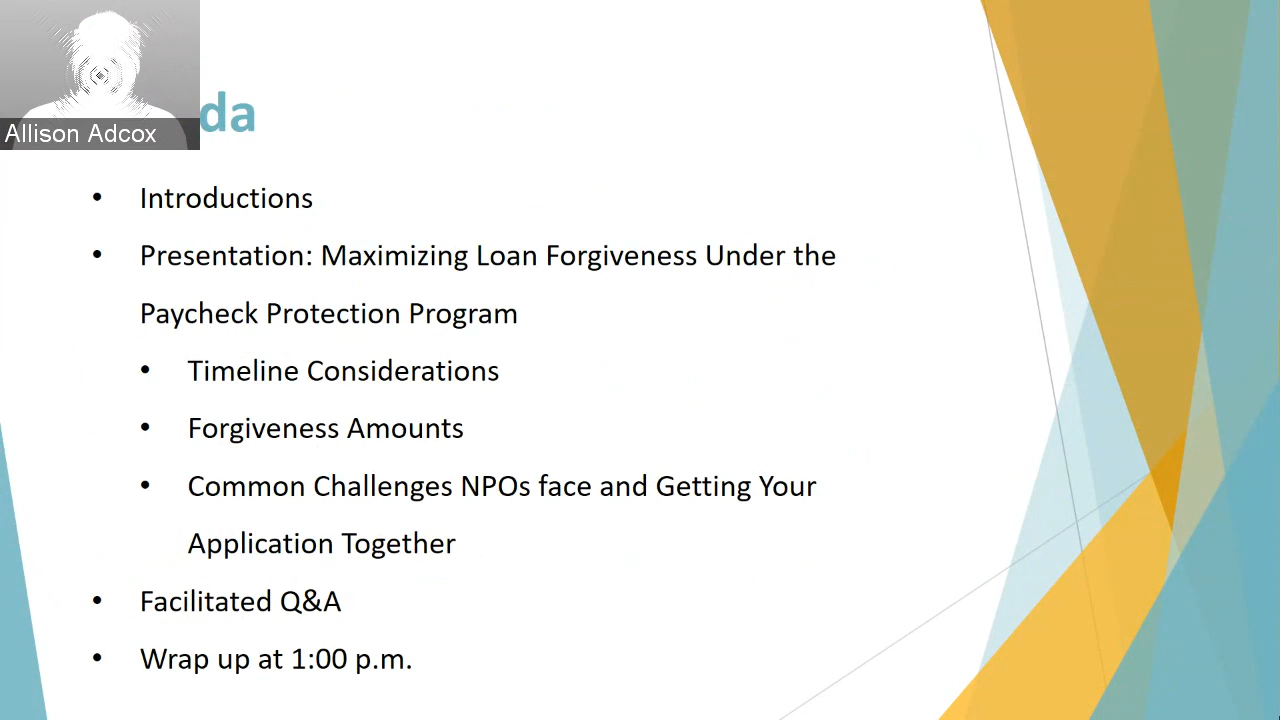 Allison Adcox
da
• Introductions
• Presentation: Maximizing Loan Forgiveness Under the
Paycheck Protection Program
• Timeline Considerations
• Forgiveness Amounts
• Common Challenges NPOs face and Getting Your
Application Together
• Facilitated Q&A
• Wrap up at 1:00 p.m.